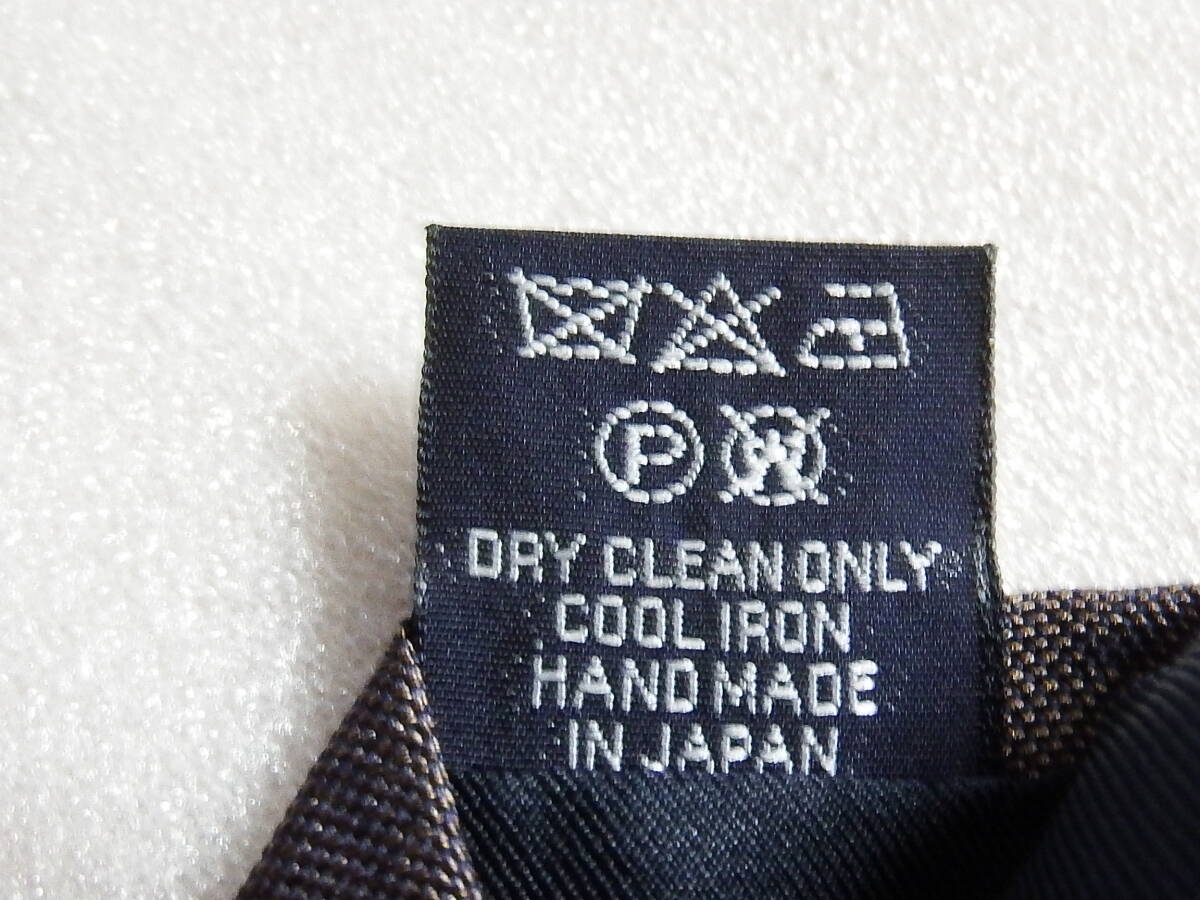 P W
DRY CLEAN ONLY
COOL IRON
HAND MADE
IN JAPAN